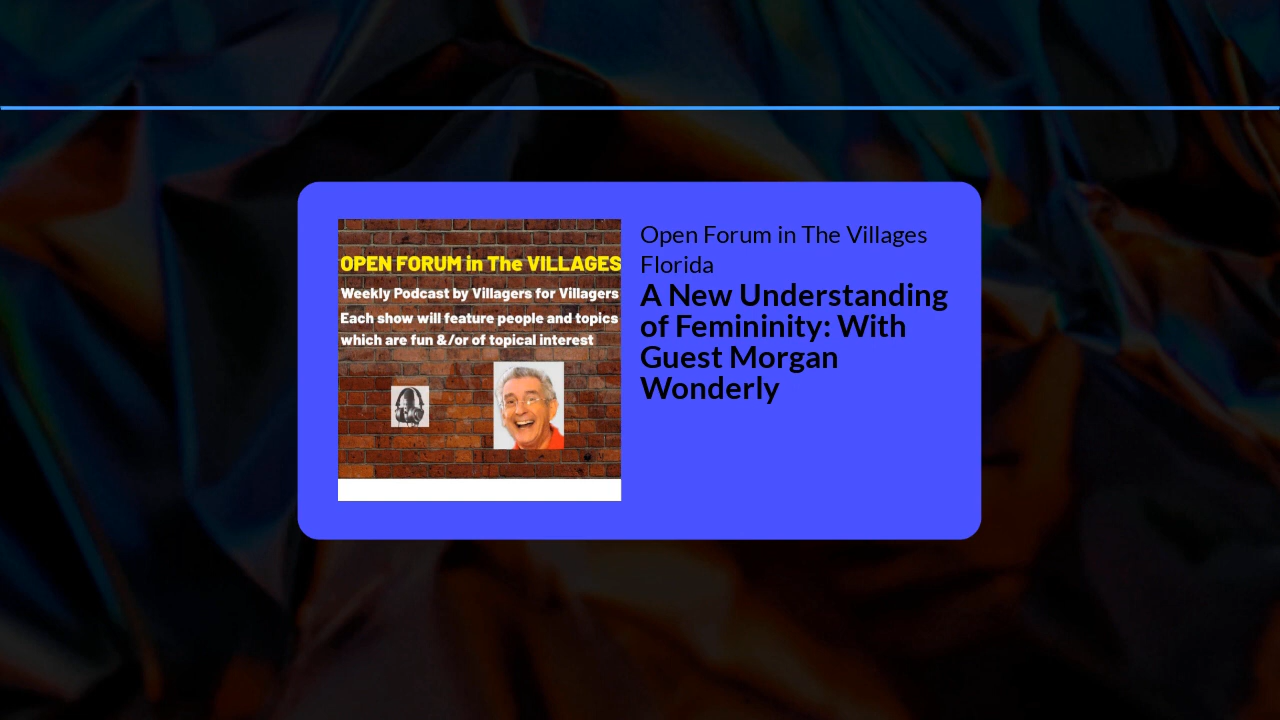 OPEN FORUM in The VILLAGES
Weekly Podcast by Villagers for Villagers
Each show will feature people and topics
which are fun &/or of topical interest
Open Forum in The Villages
Florida
A New Understanding
of Femininity: With
Guest Morgan
Wonderly